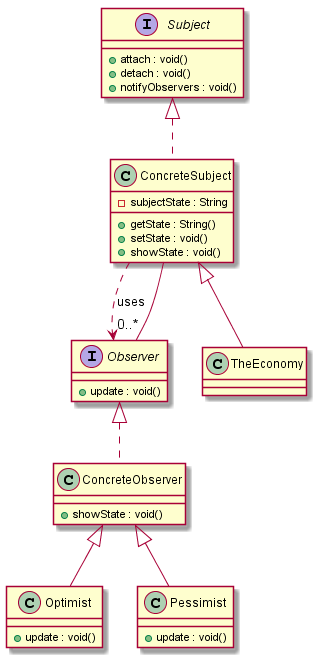 I Subject
attach : void()
detach : void()
notifyObservers : void()
C ConcreteSubject
subjectState : String
getState : String()
setState : void()
showState : void()
uses
0..*
I Observer
update : void()
C TheEconomy
C ConcreteObserver
showState : void()
C Optimist
update : void()
C Pessimist
update : void()